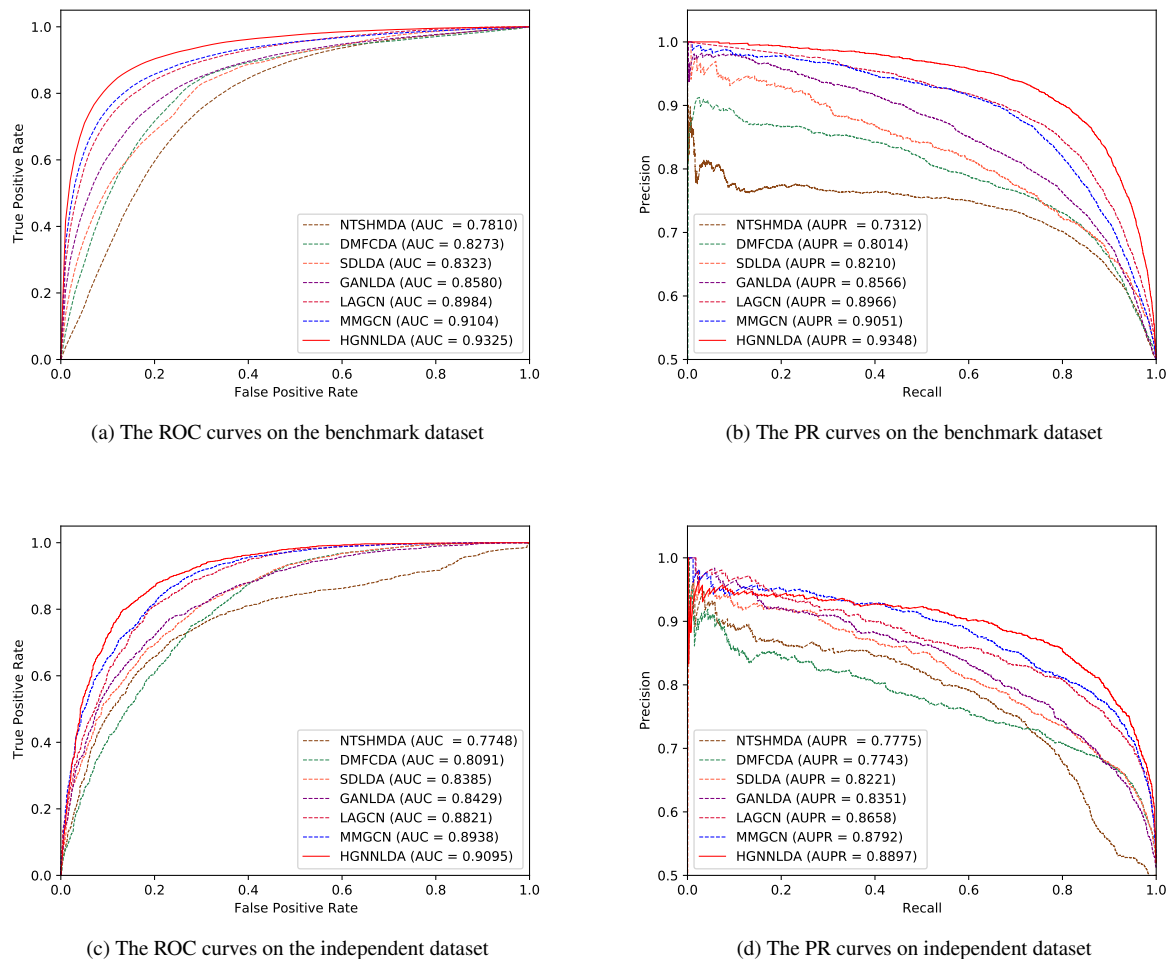 1.0
0.8
0.6
0.4
0.2
0.0
True Positive Rate
NTSHMDA (AUC  = 0.7810)
DMFCDA (AUC = 0.8273)
SDLDA (AUC = 0.8323)
GANLDA (AUC = 0.8580)
LAGCN (AUC = 0.8984)
MMGCN (AUC = 0.9104)
HGNNLDA (AUC = 0.9325)
0.0 0.2 0.4 0.6 0.8 1.0
False Positive Rate
(a) The ROC curves on the benchmark dataset
1.0
0.9
0.8
0.7
0.6
0.5
Precision
NTSHMDA (AUPR  = 0.7312)
DMFCDA (AUPR = 0.8014)
SDLDA (AUPR = 0.8210)
GANLDA (AUPR = 0.8566)
LAGCN (AUPR = 0.8966)
MMGCN (AUPR = 0.9051)
HGNNLDA (AUPR = 0.9348)
0.0 0.2 0.4 0.6 0.8 1.0
Recall
(b) The PR curves on the benchmark dataset
1.0
0.8
0.6
0.4
0.2
0.0
True Positive Rate
NTSHMDA (AUC  = 0.7748)
DMFCDA (AUC = 0.8091)
SDLDA (AUC = 0.8385)
GANLDA (AUC = 0.8429)
LAGCN (AUC = 0.8821)
MMGCN (AUC = 0.8938)
HGNNLDA (AUC = 0.9095)
0.0 0.2 0.4 0.6 0.8 1.0
False Positive Rate
(c) The ROC curves on the independent dataset
1.0
0.9
0.8
0.7
0.6
0.5
Precision
NTSHMDA (AUPR  = 0.7775)
DMFCDA (AUPR = 0.7743)
SDLDA (AUPR = 0.8221)
GANLDA (AUPR = 0.8351)
LAGCN (AUPR = 0.8658)
MMGCN (AUPR = 0.8792)
HGNNLDA (AUPR = 0.8897)
0.0 0.2 0.4 0.6 0.8 1.0
Recall
(d) The PR curves on independent dataset